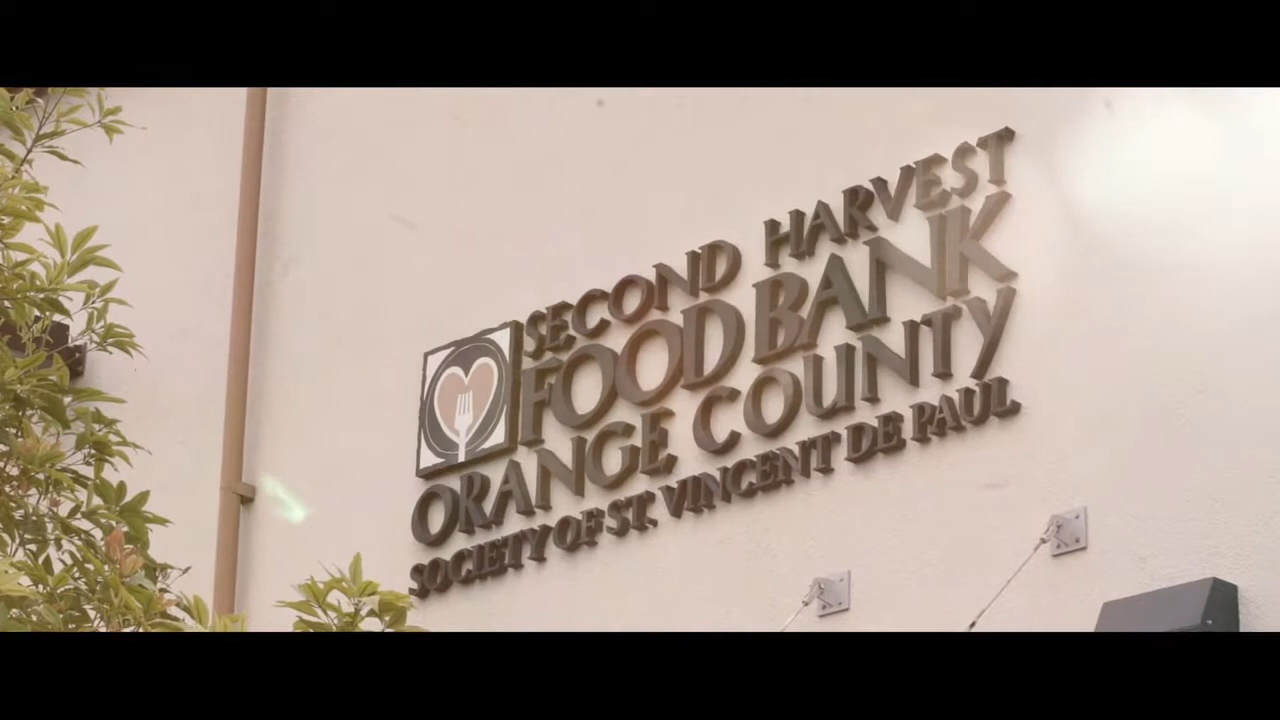 SECOND HARVEST
FOOD BANK
ORANGE COUNTY
SOCIETY OF ST. VINCENT DE PAUL